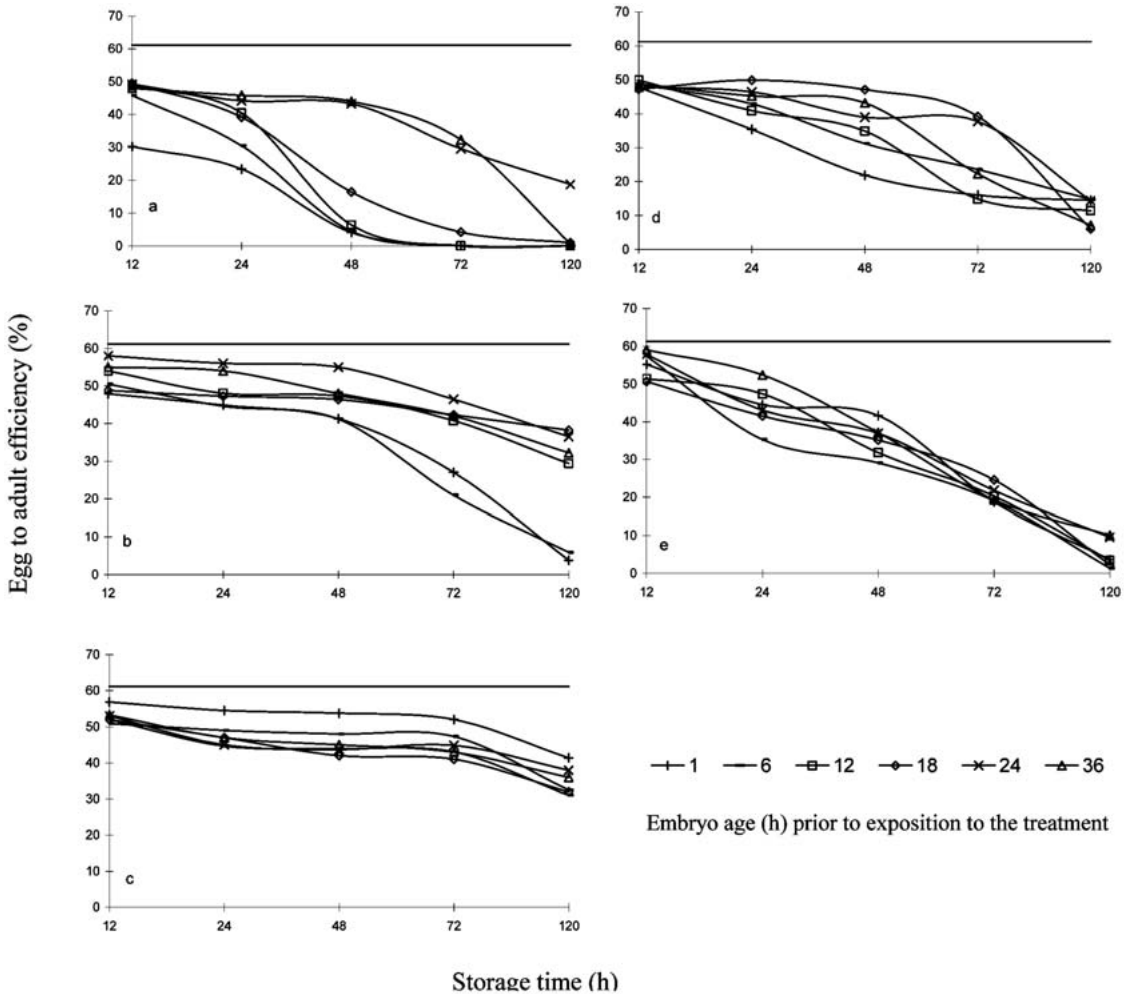 70
60
50
40
30
20
10
0
12 24 48 72 120
a
70
60
50
40
30
20
10
0
12 24 48 72 120
d
Egg to adult efficiency (%)
70
60
50
40
30
20
10
0
12 24 48 72 120
b
70
60
50
40
30
20
10
0
12 24 48 72 120
e
70
60
50
40
30
20
10
0
12 24 48 72 120
c
1 6 12 18 24 36
Embryo age (h) prior to exposition to the treatment
Storage time (h)